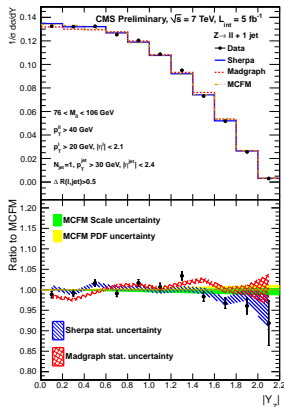 1/σ dσ/dY
0.14
0.12
0.10
0.08
0.06
0.04
0.02
0.00
CMS Preliminary, √s = 7 TeV, L_int = 5 fb⁻¹
Z → ll + 1 jet
Data
Sherpa
Madgraph
MCFM
76 < M_ll < 106 GeV
p_T^ll > 40 GeV
p_T^l > 20 GeV, |η^l| < 2.1
N_jet=1, p_T^jet > 30 GeV, |η^jet| < 2.4
Δ R(l,jet)>0.5
Ratio to MCFM
1.20
1.15
1.10
1.05
1.00
0.95
0.90
0.85
0.80
MCFM Scale uncertainty
MCFM PDF uncertainty
Sherpa stat. uncertainty
Madgraph stat. uncertainty
0.0 0.2 0.4 0.6 0.8 1.0 1.2 1.4 1.6 1.8 2.0 2.2
|Y_Z|